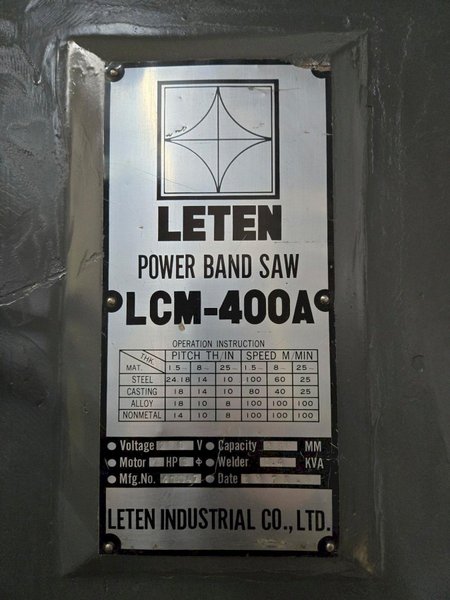 LETEN
POWER BAND SAW
LCM-400A
OPERATION INSTRUCTION
THK. PITCH TH/IN SPEED M/MIN
MAT. 1.5~ 8~ 25~ 1.5~ 8~ 25~
STEEL 24.18 14 10 100 60 25
CASTING 18 14 10 80 40 25
ALLOY 18 10 8 100 100 100
NONMETAL 14 10 8 100 100 100
Voltage V Capacity MM
Motor HP Φ Welder KVA
Mfg.No. Date
LETEN INDUSTRIAL CO., LTD.